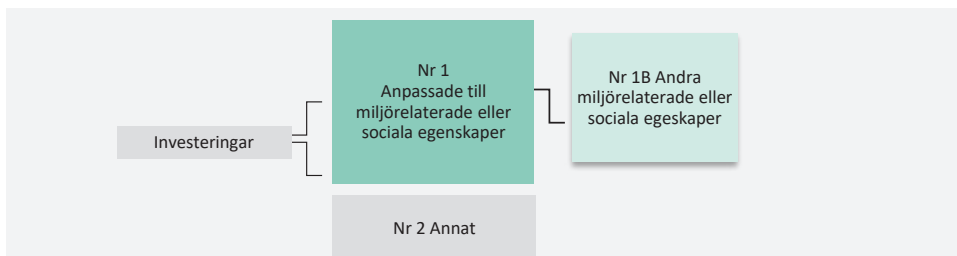 Investeringar
Nr 1
Anpassade till
miljörelaterade eller
sociala egenskaper
Nr 1B Andra
miljörelaterade eller
sociala egeskaper
Nr 2 Annat